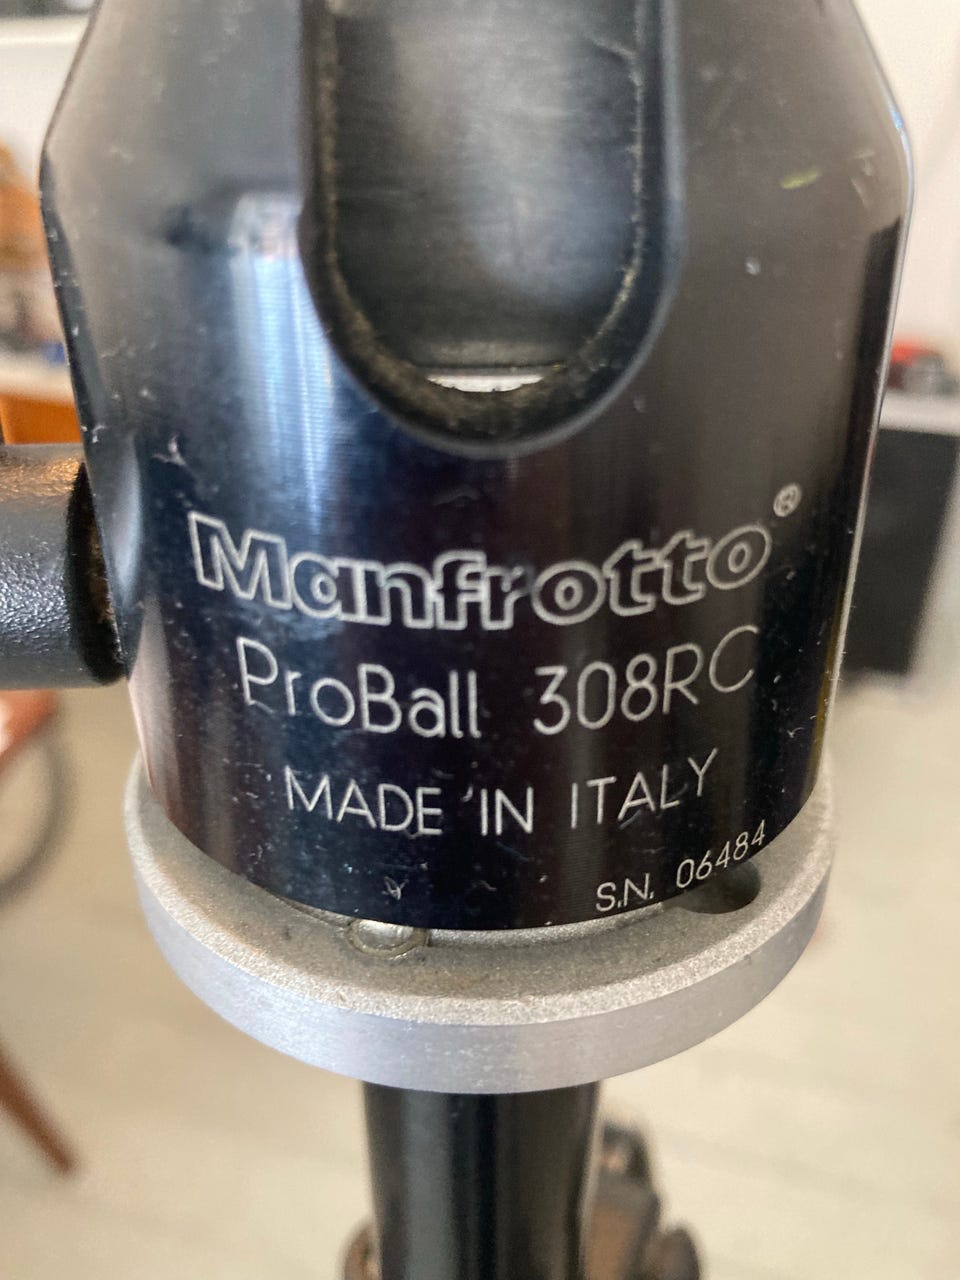 Manfrotto®
ProBall 308RC
MADE IN ITALY
S.N. 06484